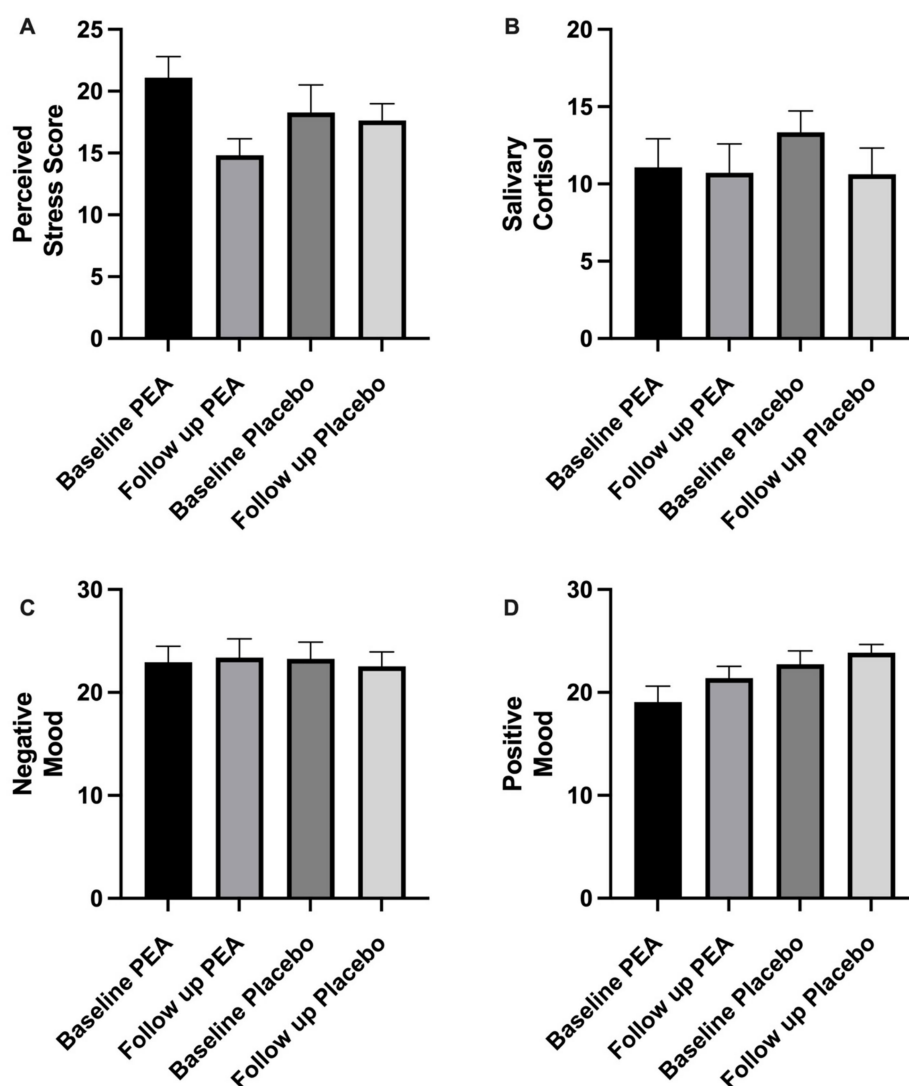 A
Perceived
Stress Score
25
20
15
10
5
0
Baseline PEA
Follow up PEA
Baseline Placebo
Follow up Placebo
B
Salivary
Cortisol
20
15
10
5
0
Baseline PEA
Follow up PEA
Baseline Placebo
Follow up Placebo
C
Negative
Mood
30
20
10
0
Baseline PEA
Follow up PEA
Baseline Placebo
Follow up Placebo
D
Positive
Mood
30
20
10
0
Baseline PEA
Follow up PEA
Baseline Placebo
Follow up Placebo